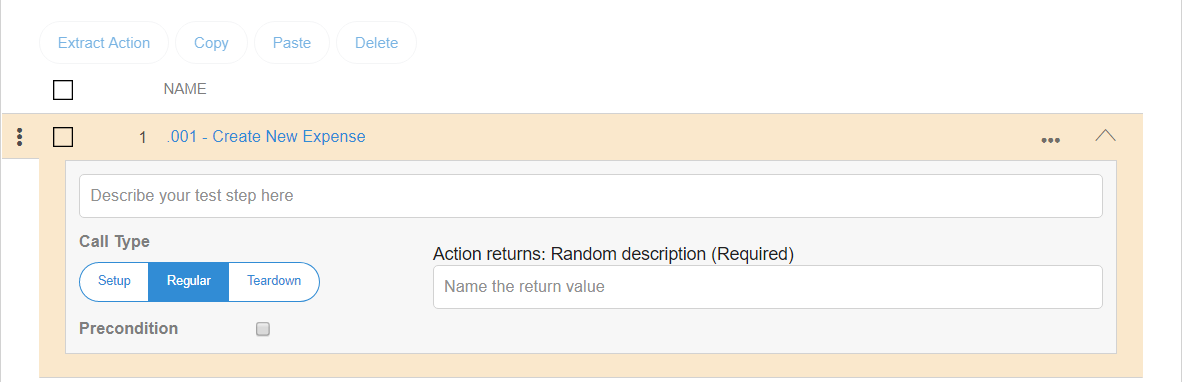 Extract Action Copy Paste Delete
NAME
1 .001 - Create New Expense
Describe your test step here
Call Type
Action returns: Random description (Required)
Setup Regular Teardown
Name the return value
Precondition